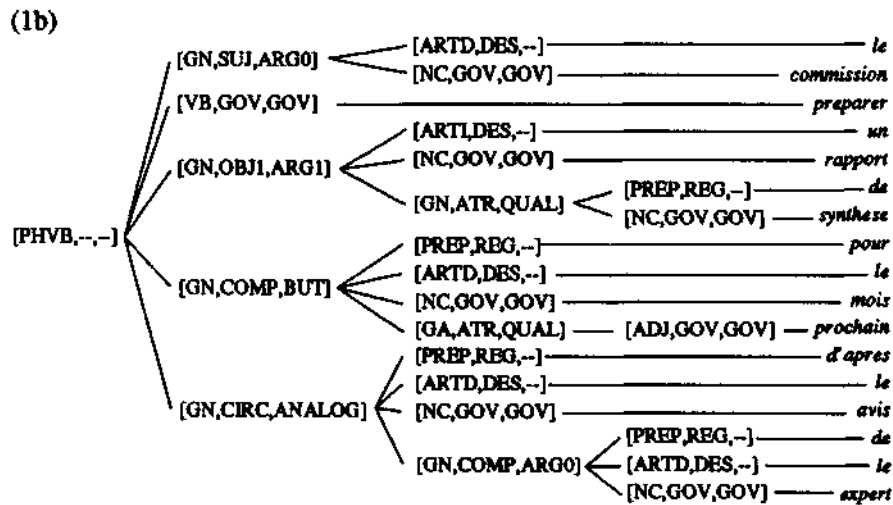 (1b)
[ARTD,DES,--] le
[GN,SUJ,ARG0]
[NC,GOV,GOV] commission
[VB,GOV,GOV] preparer
[ARTI,DES,--] un
[GN,OBJ1,ARG1] [NC,GOV,GOV] rapport
[GN,ATR,QUAL] [PREP,REG,--] de
[NC,GOV,GOV] synthese
[PHVB,--,--]
[PREP,REG,--] pour
[ARTD,DES,--] le
[GN,COMP,BUT]
[NC,GOV,GOV] mois
[GA,ATR,QUAL] [ADJ,GOV,GOV] prochain
[PREP,REG,--] d'apres
[ARTD,DES,--] le
[GN,CIRC,ANALOG] [NC,GOV,GOV] avis
[PREP,REG,--] de
[GN,COMP,ARG0] [ARTD,DES,--] le
[NC,GOV,GOV] expert